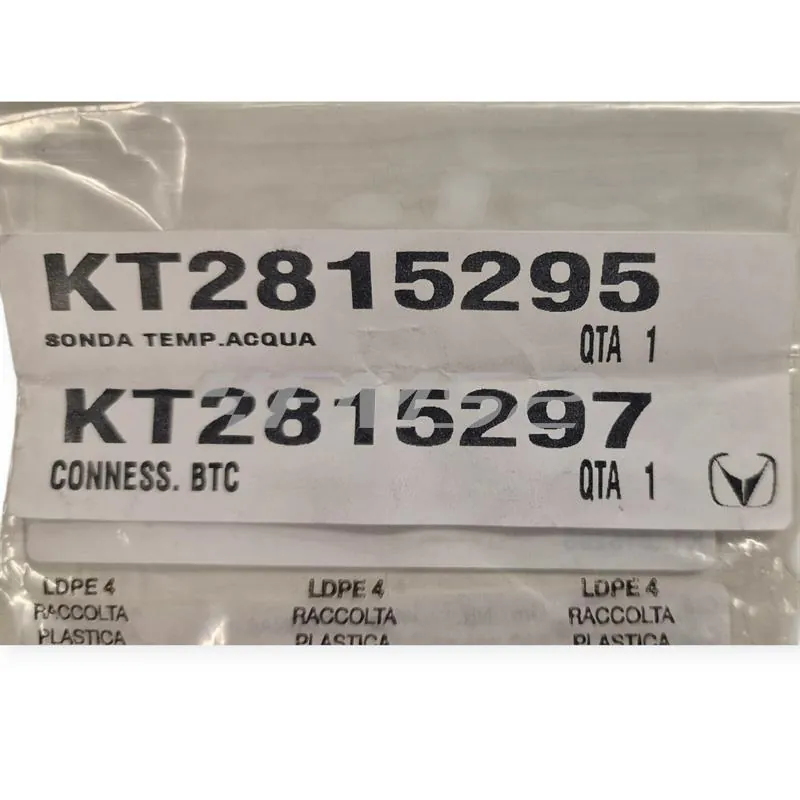 KT2815295
SONDA TEMP.ACQUA QTA 1
KT2815297
CONNESS. BTC QTA 1
LDPE 4 LDPE 4 LDPE 4
RACCOLTA RACCOLTA RACCOLTA
PLASTICA PLASTICA PLASTICA